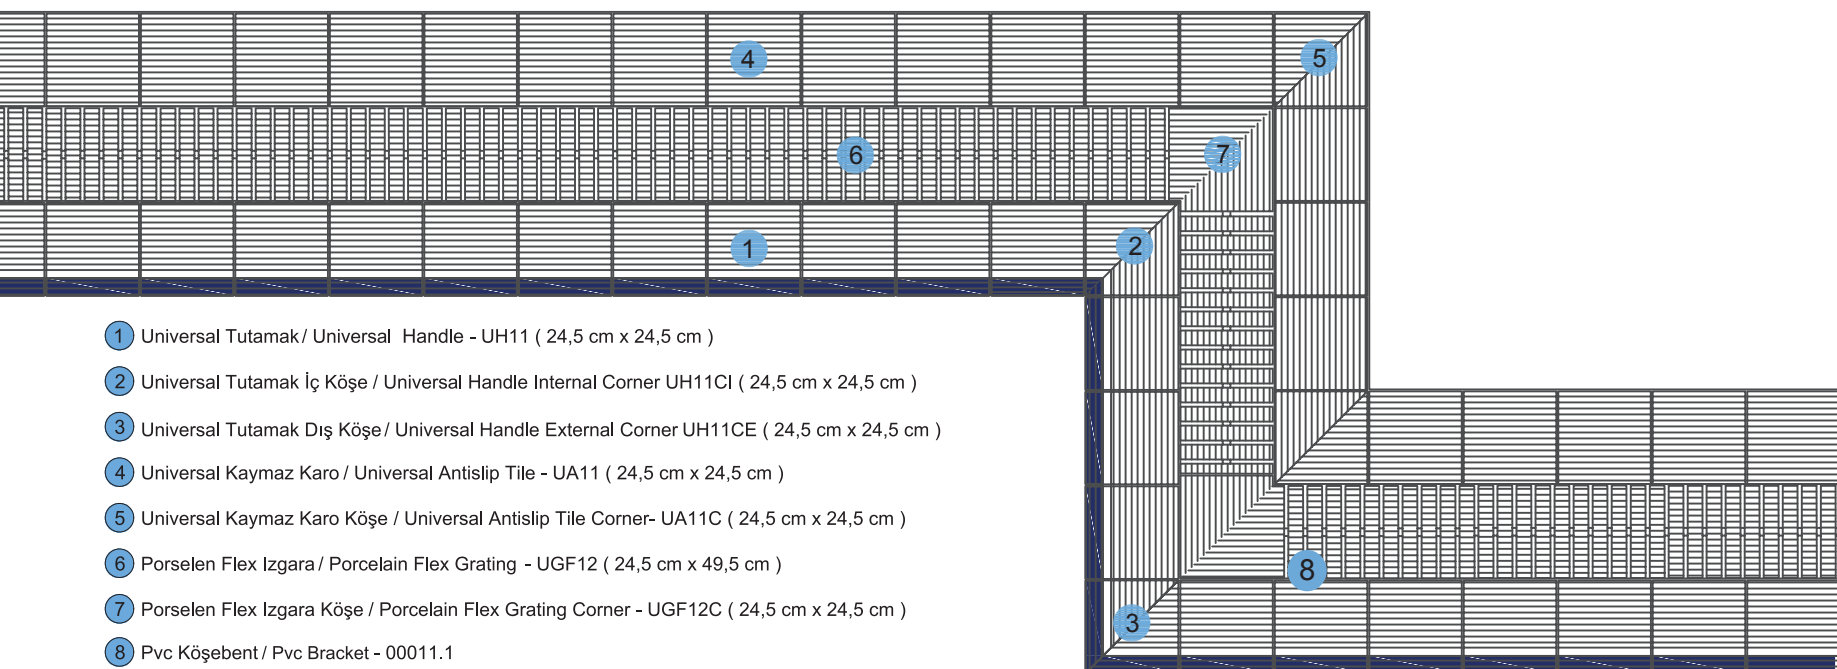 4
5
6
7
1
2
8
3
1 Universal Tutamak / Universal Handle - UH11 ( 24,5 cm x 24,5 cm )
2 Universal Tutamak İç Köşe / Universal Handle Internal Corner UH11CI ( 24,5 cm x 24,5 cm )
3 Universal Tutamak Dış Köşe / Universal Handle External Corner UH11CE ( 24,5 cm x 24,5 cm )
4 Universal Kaymaz Karo / Universal Antislip Tile - UA11 ( 24,5 cm x 24,5 cm )
5 Universal Kaymaz Karo Köşe / Universal Antislip Tile Corner- UA11C ( 24,5 cm x 24,5 cm )
6 Porselen Flex Izgara / Porcelain Flex Grating - UGF12 ( 24,5 cm x 49,5 cm )
7 Porselen Flex Izgara Köşe / Porcelain Flex Grating Corner - UGF12C ( 24,5 cm x 24,5 cm )
8 Pvc Köşebent / Pvc Bracket - 00011.1